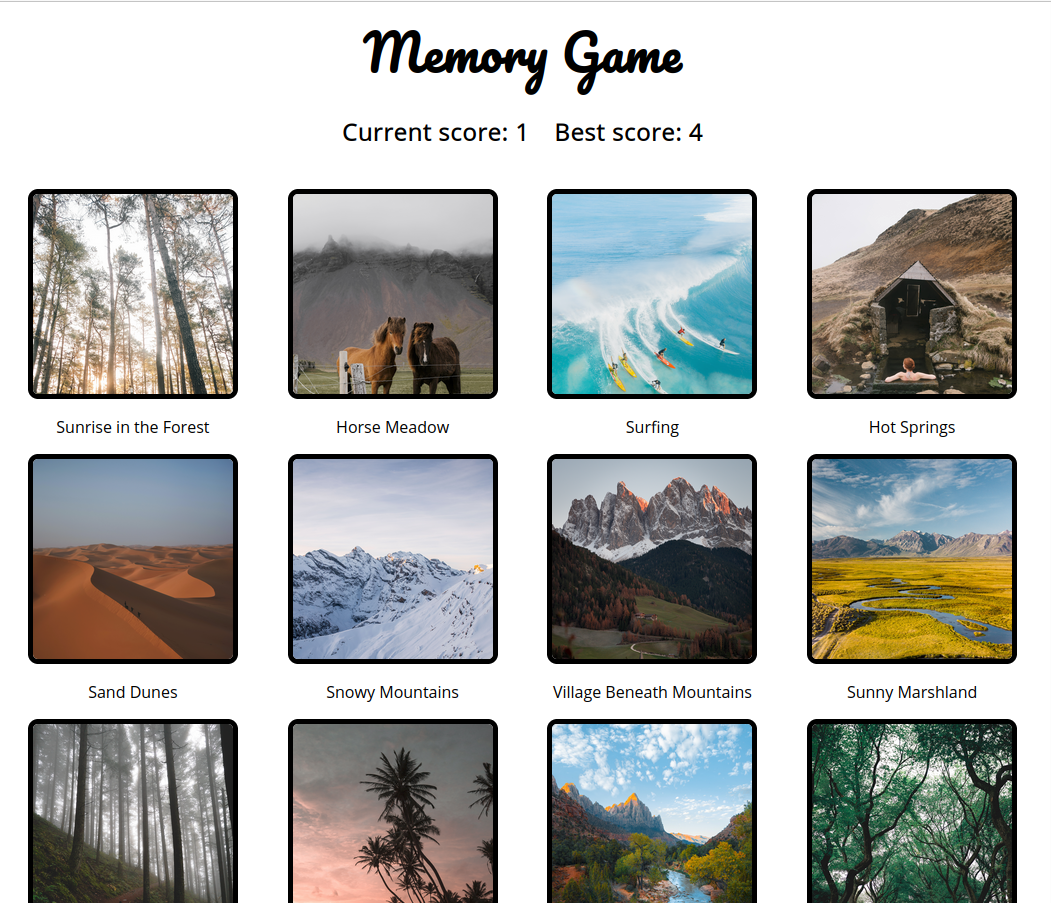 Memory Game
Current score: 1 Best score: 4
Sunrise in the Forest
Horse Meadow
Surfing
Hot Springs
Sand Dunes
Snowy Mountains
Village Beneath Mountains
Sunny Marshland